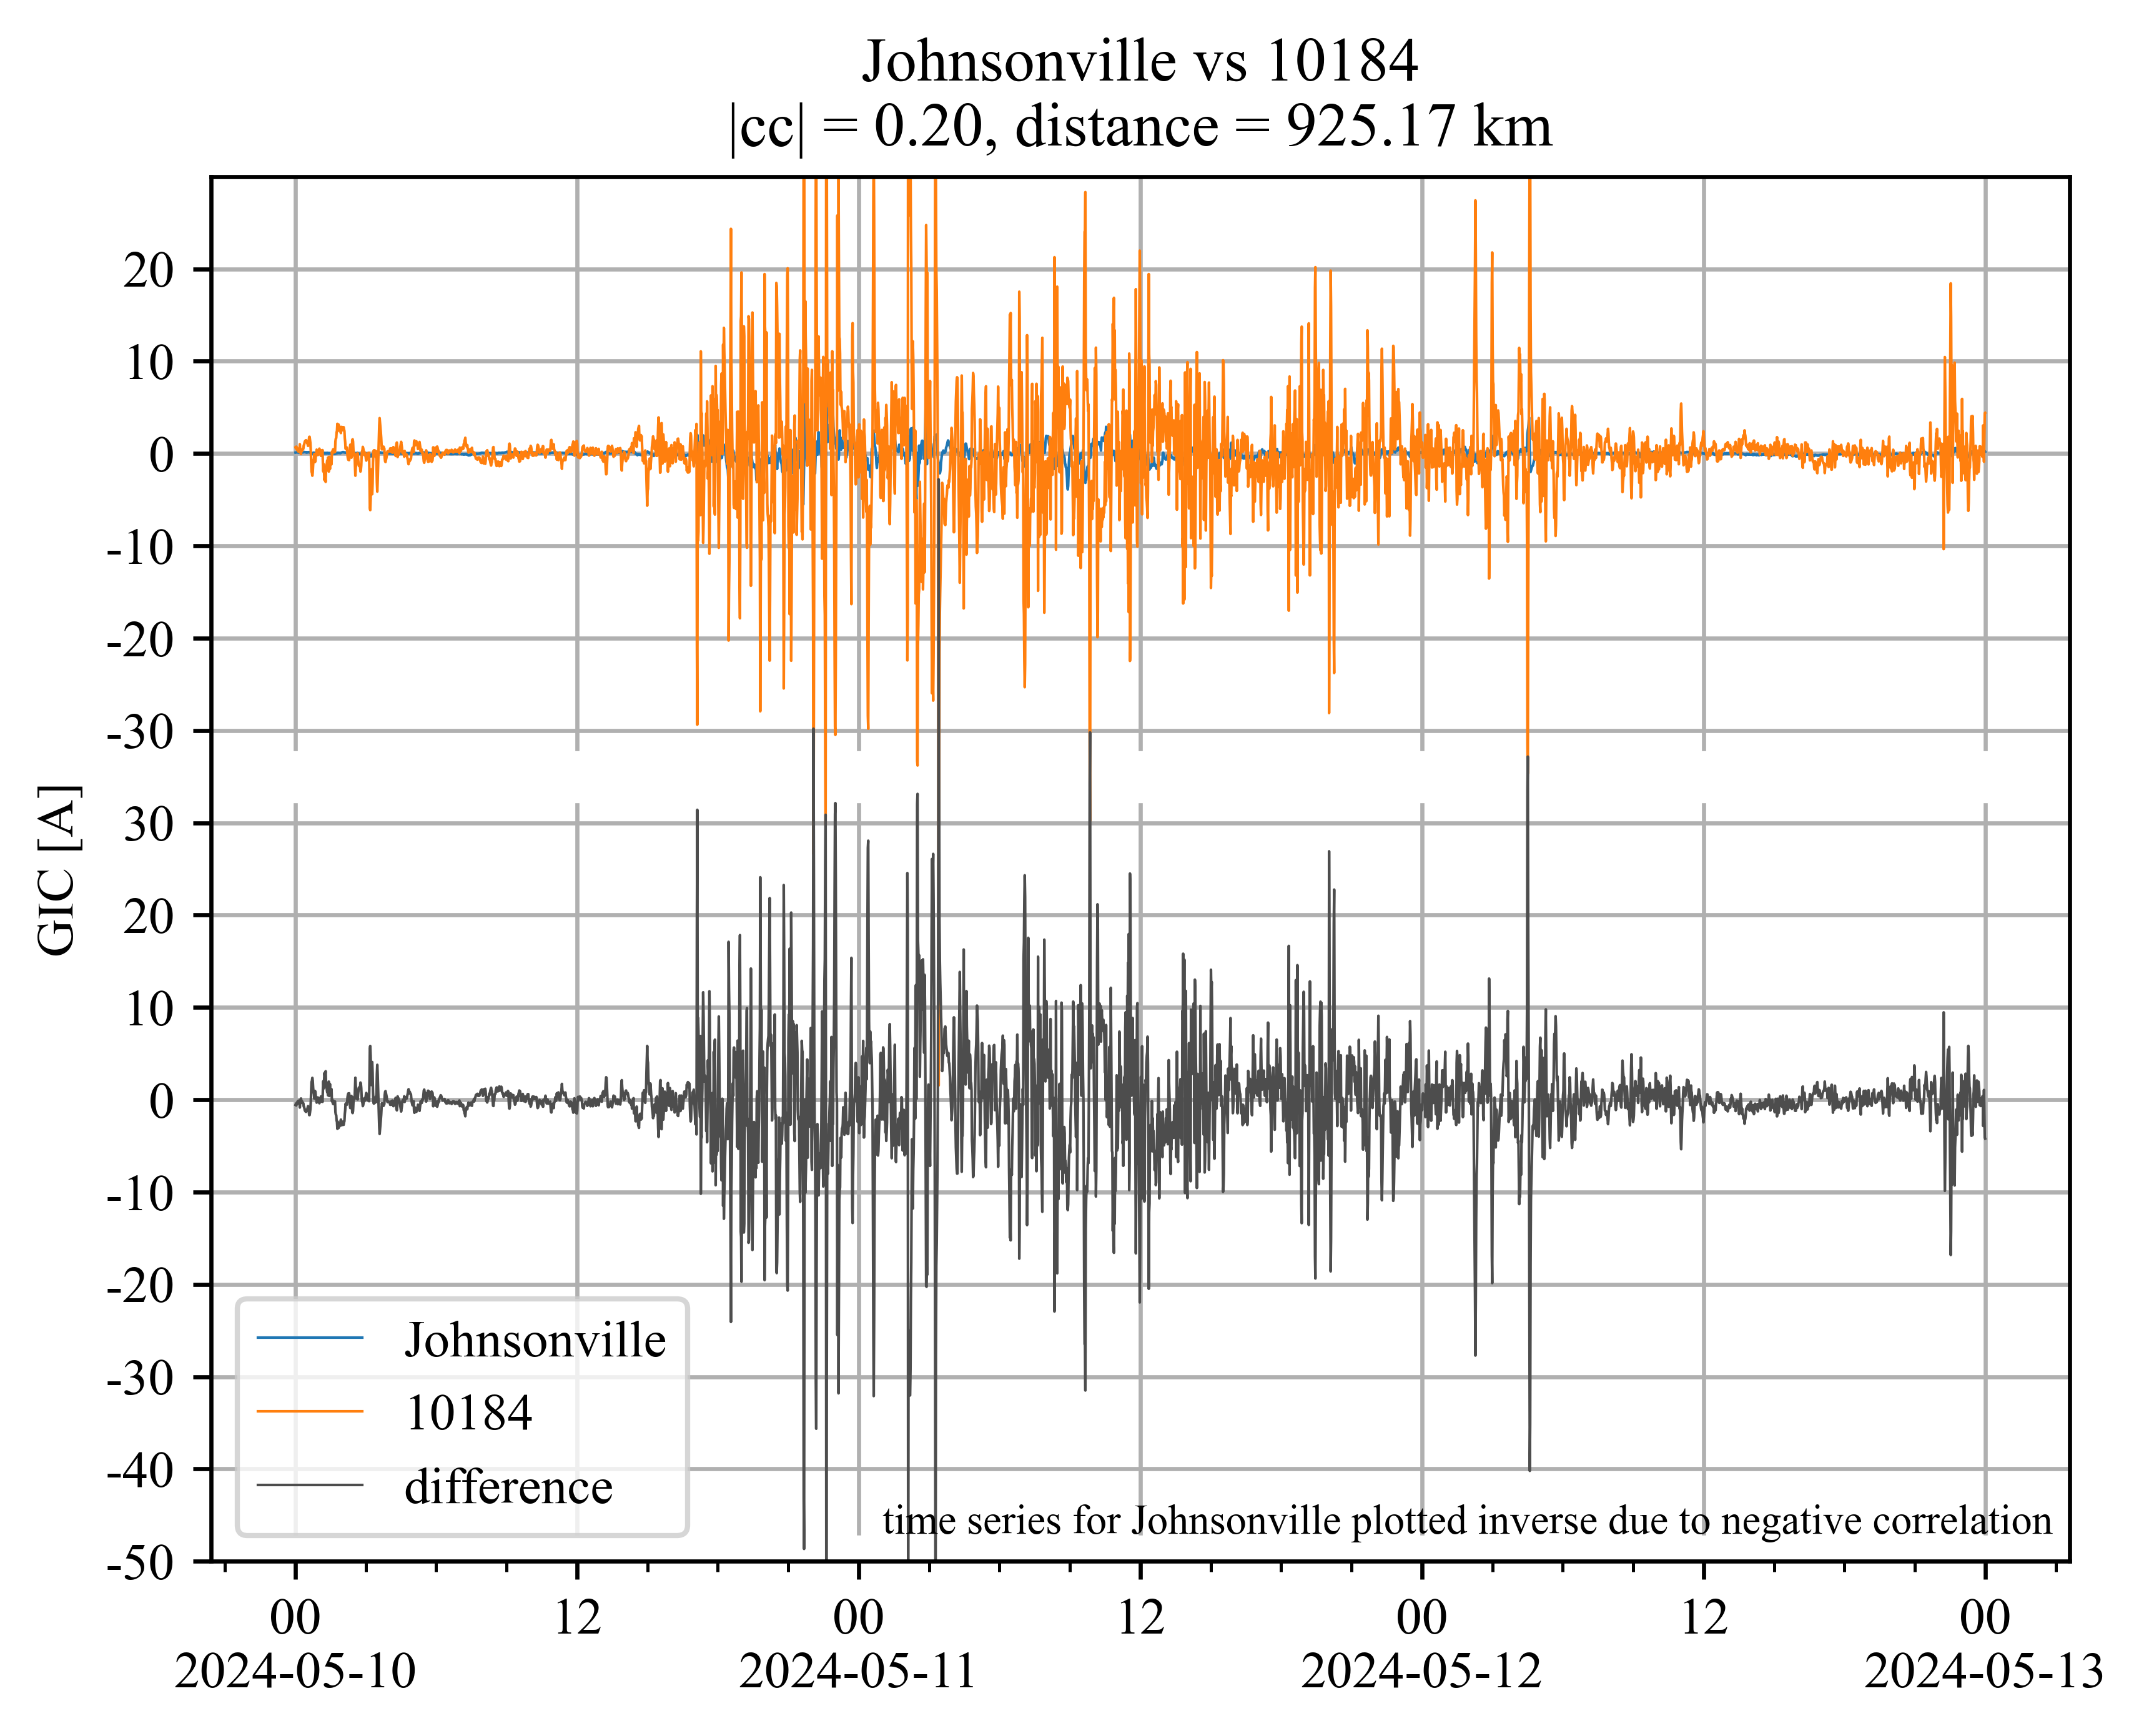 Johnsonville vs 10184
|cc| = 0.20, distance = 925.17 km
GIC [A]
20
10
0
-10
-20
-30
30
20
10
0
-10
-20
-30
-40
-50
Johnsonville
10184
difference
time series for Johnsonville plotted inverse due to negative correlation
00 12 00 12 00 12 00
2024-05-10 2024-05-11 2024-05-12 2024-05-13